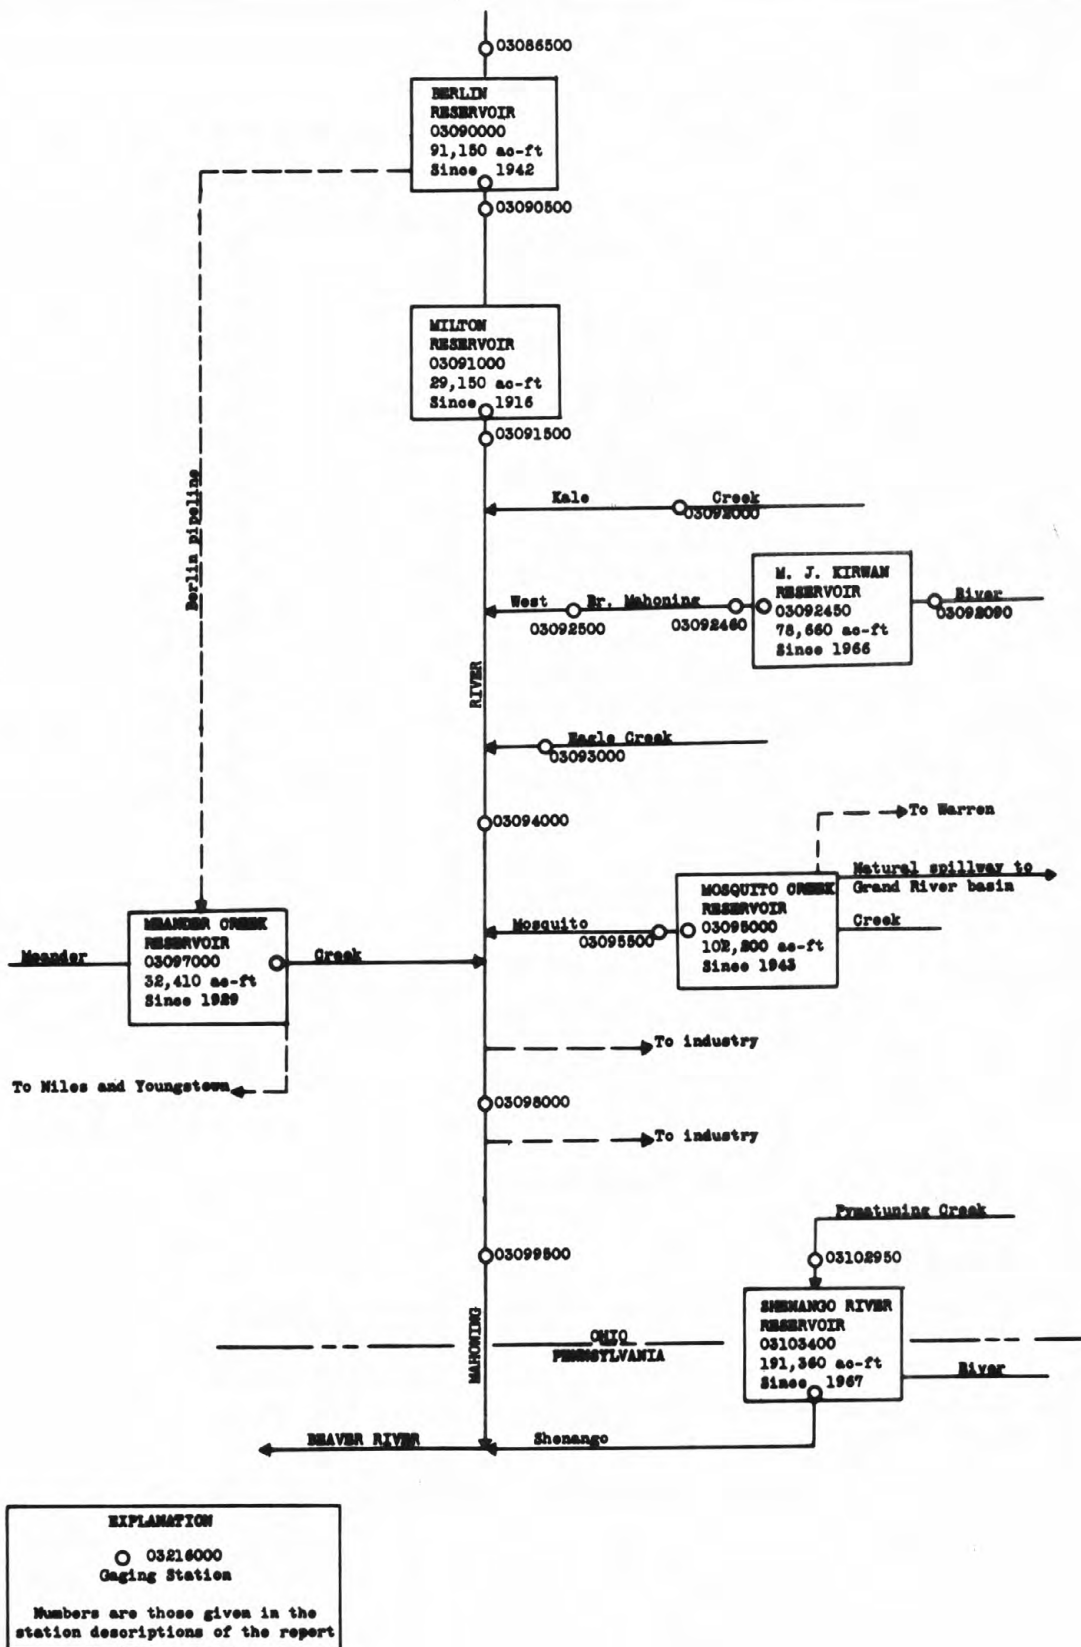 03086500
BERLIN
RESERVOIR
03090000
91,150 ac-ft
Since 1942
03090500
MILTON
RESERVOIR
03091000
29,150 ac-ft
Since 1916
03091500
Berlin pipeline
Kale Creek
03092000
M. J. KIRWAN
RESERVOIR
03092450
78,660 ac-ft
Since 1966
West Br. Mahoning
River
03092500
03092460
03092090
RIVER
Eagle Creek
03093000
03094000
To Warren
Natural spillway to
Grand River basin
MOSQUITO CREEK
RESERVOIR
03095000
102,200 ac-ft
Since 1943
Creek
Mosquito
03095500
MEANDER CREEK
RESERVOIR
03097000
32,410 ac-ft
Since 1929
Meander
Creek
To industry
To Niles and Youngstown
03098000
To industry
Pymatuning Creek
03099500
03102950
SHENANGO RIVER
RESERVOIR
03103400
191,360 ac-ft
Since 1967
MAHONING
OHIO
PENNSYLVANIA
River
BEAVER RIVER
Shenango
EXPLANATION
03216000
Gaging Station
Numbers are those given in the
station descriptions of the report